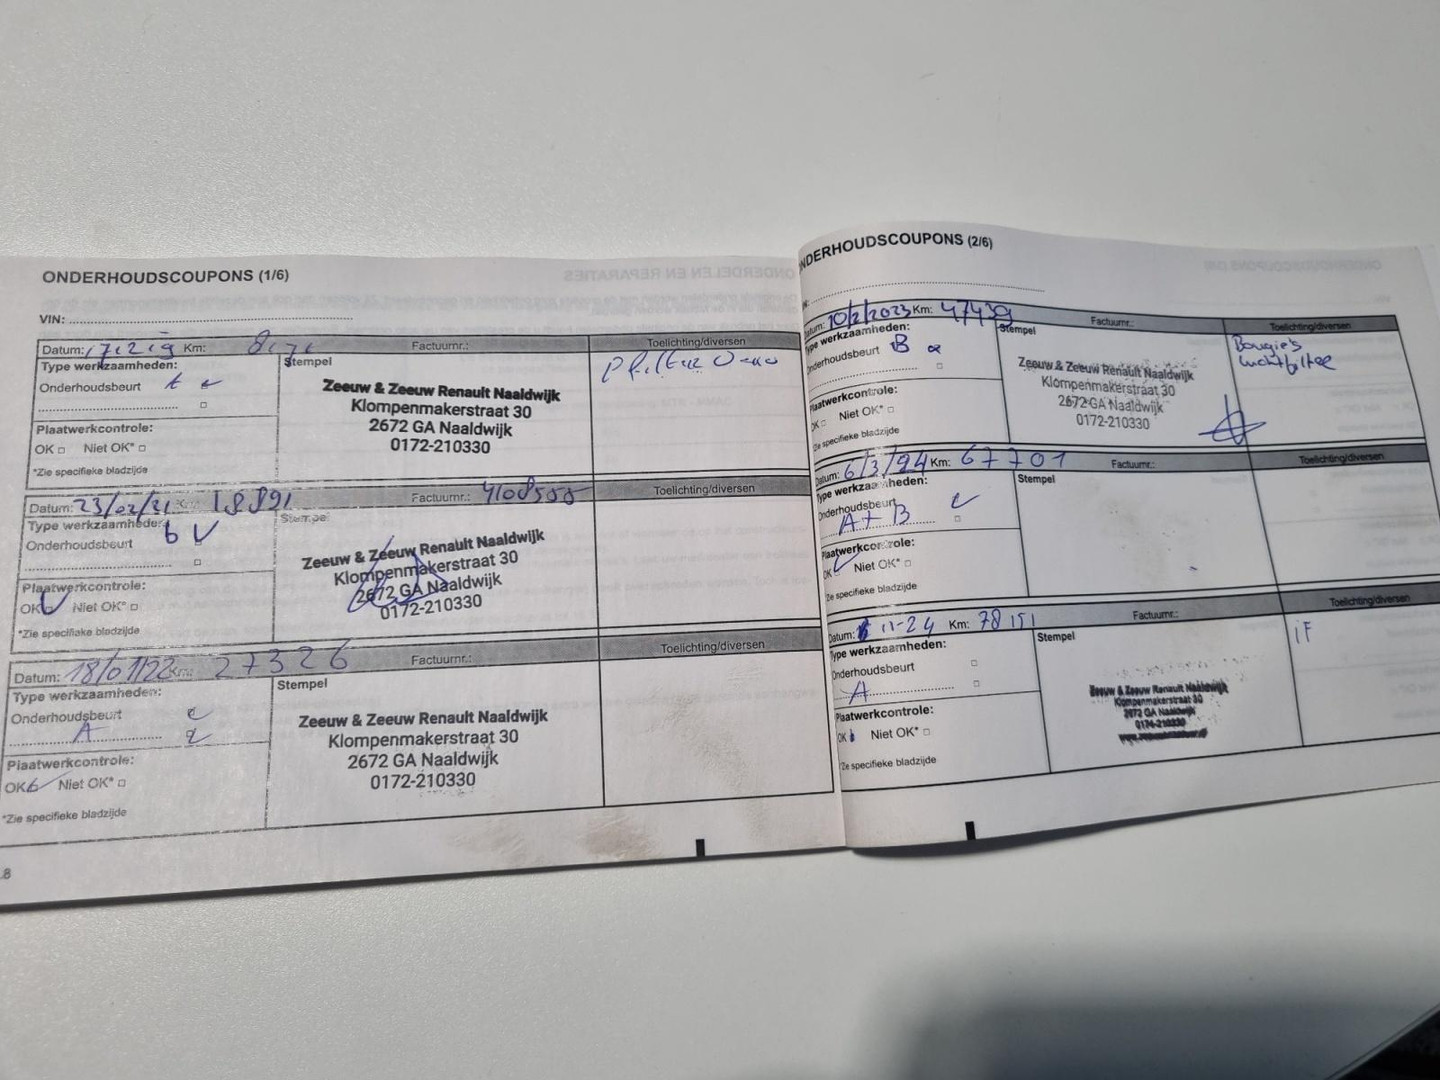 ONDERHOUDSCOUPONS (1/6)
VIN:
Datum: Km: Factuurnr.: Toelichting/diversen
Type werkzaamheden: Stempel
Onderhoudsbeurt
Zeeuw & Zeeuw Renault Naaldwijk
Klompenmakerstraat 30
2672 GA Naaldwijk
0172-210330
Plaatwerkcontrole:
OK Niet OK*
*Zie specifieke bladzijde
Datum: 23/02/21 Km: 18891 Factuurnr.: Toelichting/diversen
Type werkzaamheden: b Stempel
Onderhoudsbeurt
Zeeuw & Zeeuw Renault Naaldwijk
Klompenmakerstraat 30
2672 GA Naaldwijk
0172-210330
Plaatwerkcontrole:
OK Niet OK*
*Zie specifieke bladzijde
Datum: 18/01/22 Km: 27326 Factuurnr.: Toelichting/diversen
Type werkzaamheden: Stempel
Onderhoudsbeurt
A
Zeeuw & Zeeuw Renault Naaldwijk
Klompenmakerstraat 30
2672 GA Naaldwijk
0172-210330
Plaatwerkcontrole:
OK Niet OK*
*Zie specifieke bladzijde
8
ONDERHOUDSCOUPONS (2/6)
Datum: 10/2/2023 Km: 47439 Factuurnr.: Toelichting/diversen
Type werkzaamheden: Stempel
Onderhoudsbeurt B
Zeeuw & Zeeuw Renault Naaldwijk
Klompenmakerstraat 30
2672 GA Naaldwijk
0172-210330
Bougie's
Luchtfilter
Plaatwerkcontrole:
OK Niet OK*
Zie specifieke bladzijde
Datum: 6/3/24 Km: 67701 Factuurnr.: Toelichting/diversen
Type werkzaamheden: Stempel
Onderhoudsbeurt
A+B
Plaatwerkcontrole:
OK Niet OK*
Zie specifieke bladzijde
Datum: 11-24 Km: 78151 Factuurnr.: Toelichting/diversen
Type werkzaamheden: Stempel iF
Onderhoudsbeurt
A
Zeeuw & Zeeuw Renault Naaldwijk
Klompenmakerstraat 30
2672 GA Naaldwijk
Plaatwerkcontrole:
OK Niet OK*
Zie specifieke bladzijde